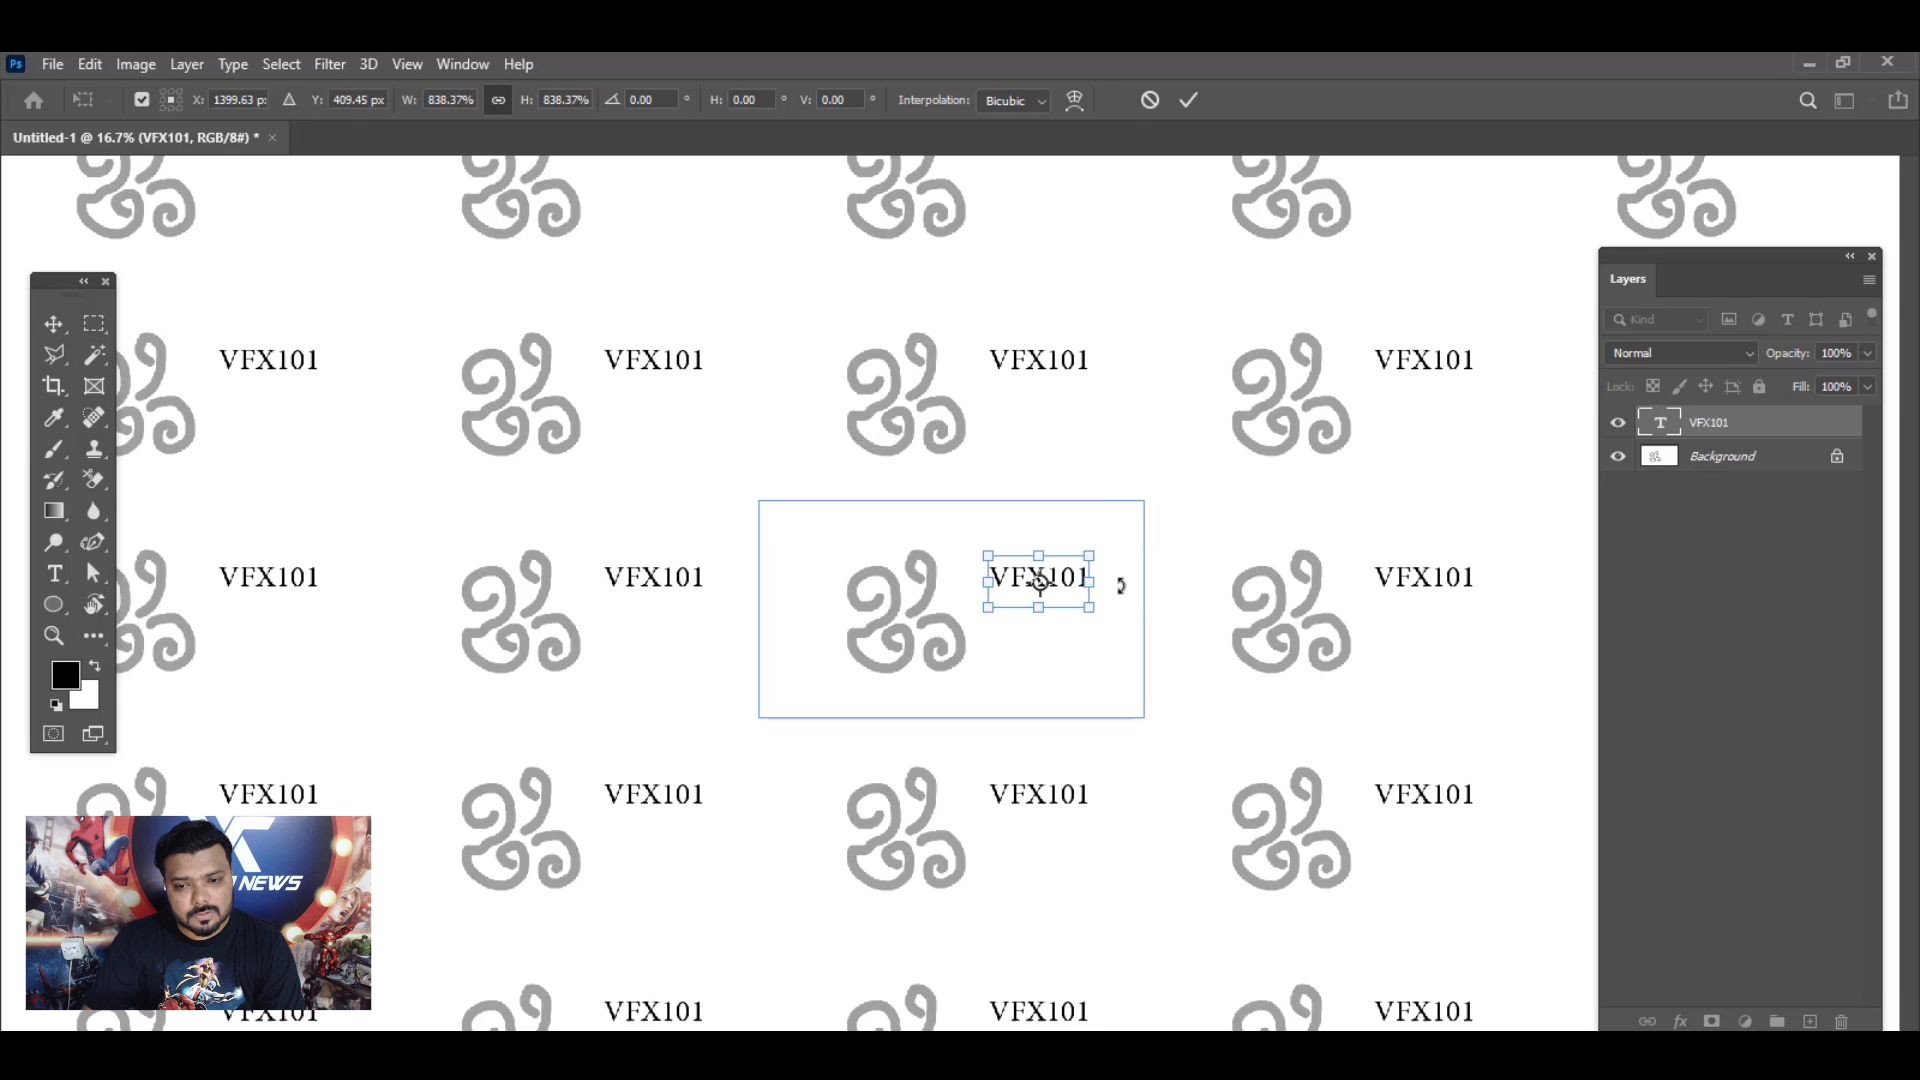 Ps File Edit Image Layer Type Select Filter 3D View Window Help
X: 1399.63 px Y: 409.45 px W: 838.37% H: 838.37% 0.00 ° H: 0.00 ° V: 0.00 ° Interpolation: Bicubic
Untitled-1 @ 16.7% (VFX101, RGB/8#) * ×
Layers
Kind
VFX101 VFX101 VFX101 VFX101
Normal Opacity: 100%
Lock: Fill: 100%
VFX101
Background
VFX101 VFX101 VFX101 VFX101
VFX101 VFX101 VFX101 VFX101
NEWS
VFX101 VFX101 VFX101 VFX101